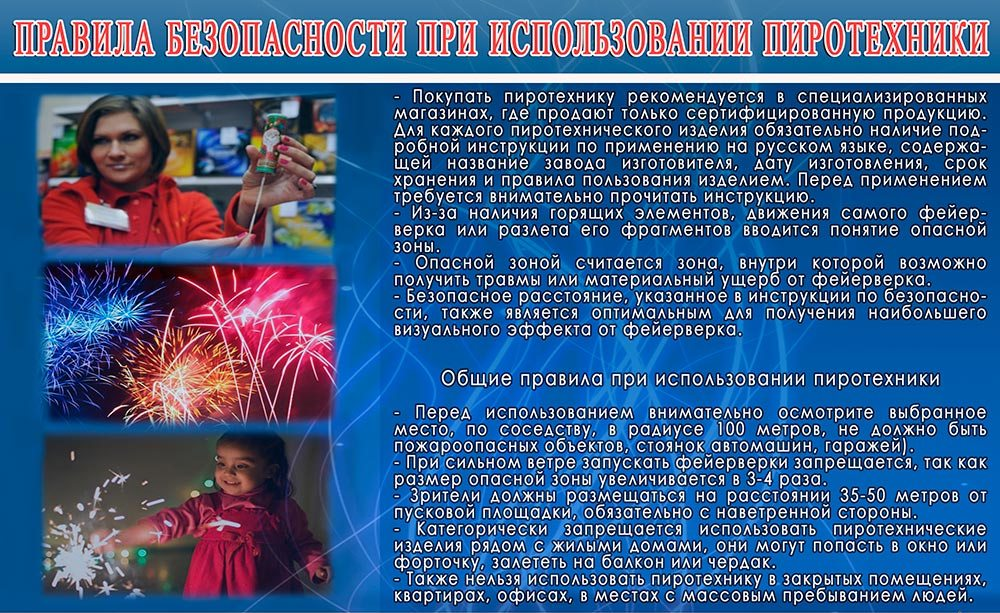 ПРАВИЛА БЕЗОПАСНОСТИ ПРИ ИСПОЛЬЗОВАНИИ ПИРОТЕХНИКИ
- Покупать пиротехнику рекомендуется в специализированных
магазинах, где продают только сертифицированную продукцию.
Для каждого пиротехнического изделия обязательно наличие под-
робной инструкции по применению на русском языке, содержа-
щей название завода изготовителя, дату изготовления, срок
хранения и правила пользования изделием. Перед применением
требуется внимательно прочитать инструкцию.
- Из-за наличия горящих элементов, движения самого фейер-
верка или разлета его фрагментов вводится понятие опасной
зоны.
- Опасной зоной считается зона, внутри которой возможно
получить травмы или материальный ущерб от фейерверка.
- Безопасное расстояние, указанное в инструкции по безопасно-
сти, также является оптимальным для получения наибольшего
визуального эффекта от фейерверка.
Общие правила при использовании пиротехники
- Перед использованием внимательно осмотрите выбранное
место, по соседству, в радиусе 100 метров, не должно быть
пожароопасных объектов, стоянок автомашин, гаражей).
- При сильном ветре запускать фейерверки запрещается, так как
размер опасной зоны увеличивается в 3-4 раза.
- Зрители должны размещаться на расстоянии 35-50 метров от
пусковой площадки, обязательно с наветренной стороны.
- Категорически запрещается использовать пиротехнические
изделия рядом с жилыми домами, они могут попасть в окно или
форточку, залететь на балкон или чердак.
- Также нельзя использовать пиротехнику в закрытых помещениях,
квартирах, офисах, в местах с массовым пребыванием людей.